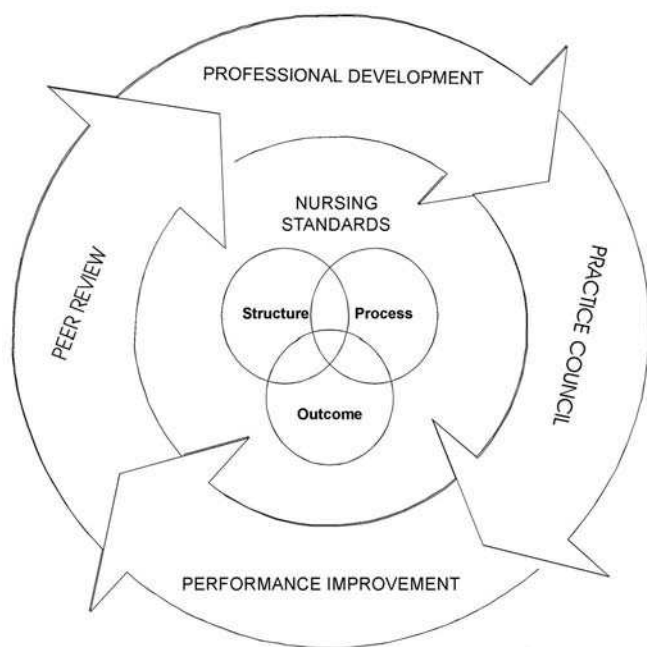 PROFESSIONAL DEVELOPMENT
NURSING
STANDARDS
Structure
Process
Outcome
PEER REVIEW
PRACTICE COUNCIL
PERFORMANCE IMPROVEMENT